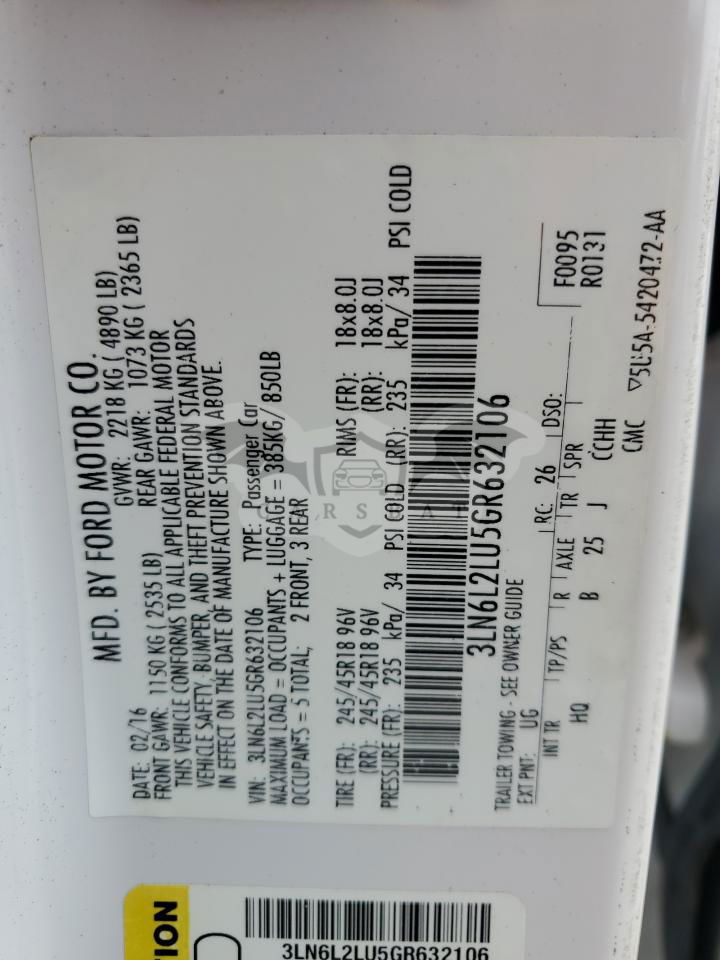 MFD. BY FORD MOTOR CO.
DATE: 02/16 GVWR: 2218 KG ( 4890 LB)
FRONT GAWR: 1150 KG ( 2535 LB) REAR GAWR: 1073 KG ( 2365 LB)
THIS VEHICLE CONFORMS TO ALL APPLICABLE FEDERAL MOTOR
VEHICLE SAFETY, BUMPER, AND THEFT PREVENTION STANDARDS
IN EFFECT ON THE DATE OF MANUFACTURE SHOWN ABOVE.
VIN: 3LN6L2LU5GR632106 TYPE: Passenger Car
MAXIMUM LOAD = OCCUPANTS + LUGGAGE = 385KG/ 850LB
OCCUPANTS = 5 TOTAL; 2 FRONT, 3 REAR
TIRE (FR): 245/45R18 96V RIMS (FR): 18x8.0J
(RR): 245/45R18 96V (RR): 18x8.0J
PRESSURE (FR): 235 kPa/ 34 PSI COLD (RR): 235 kPa/ 34 PSI COLD
3LN6L2LU5GR632106
TRAILER TOWING - SEE OWNER GUIDE
EXT PNT: UG RC: 26 DSO: F0095
R0131
INT TR TP/PS R AXLE TR SPR
HQ B 25 J CCHH
CMC ▽5U5A-5420472-AA
CARSBAT
3LN6L2LU5GR632106